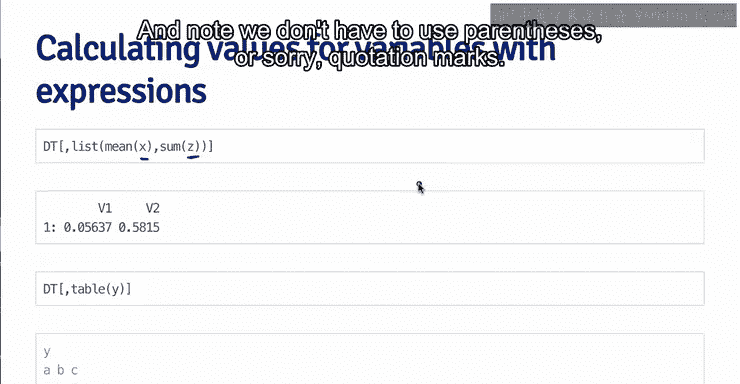 And note we don't have to use parentheses,
or sorry, quotation marks.
Calculating values for variables with
expressions
DT[,list(mean(x),sum(z))]
V1 V2
1: 0.05637 0.5815
DT[,table(y)]
y
a b c